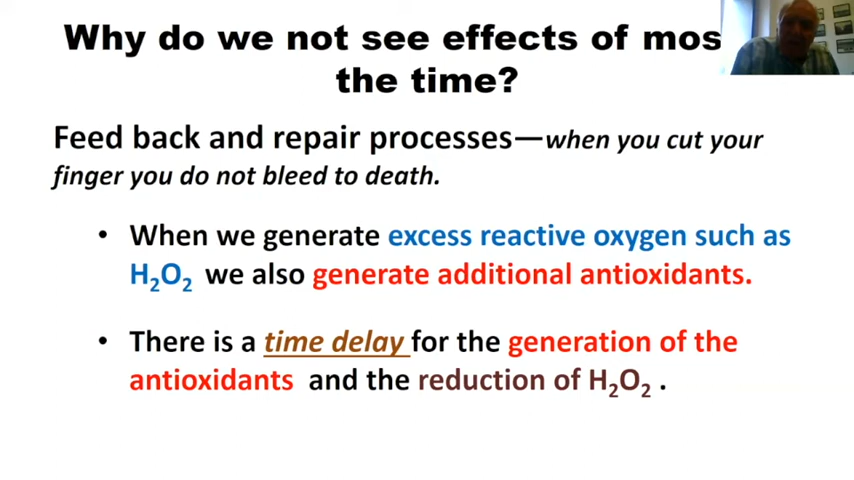 Why do we not see effects of mos
the time?
Feed back and repair processes—when you cut your
finger you do not bleed to death.
• When we generate excess reactive oxygen such as
H₂O₂ we also generate additional antioxidants.
• There is a time delay for the generation of the
antioxidants and the reduction of H₂O₂ .